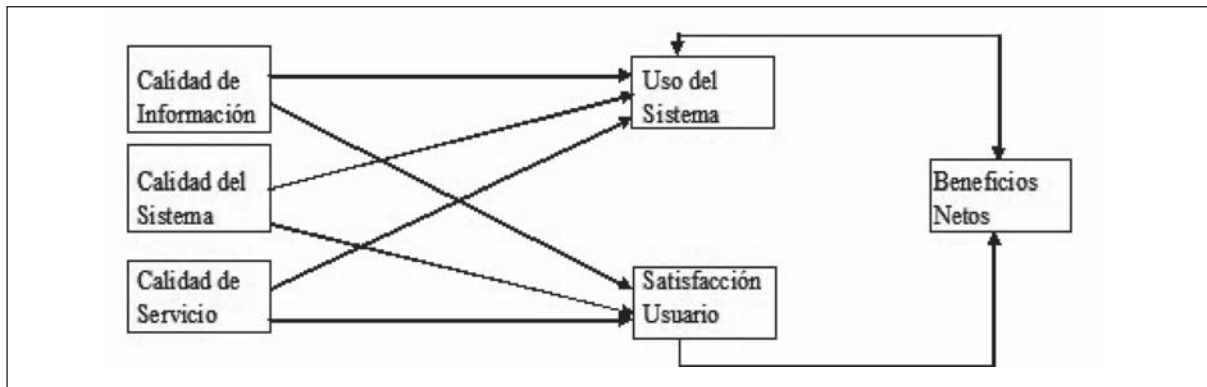 Calidad de
Información
Calidad del
Sistema
Calidad de
Servicio
Uso del
Sistema
Satisfacción
Usuario
Beneficios
Netos